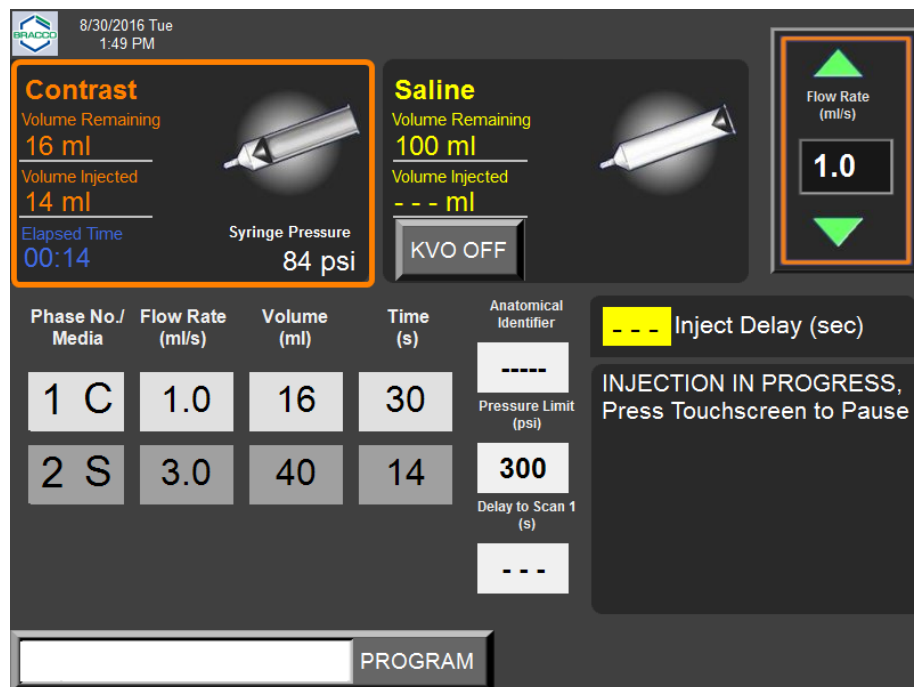 BRACCO
8/30/2016 Tue
1:49 PM
Contrast
Volume Remaining
16 ml
Volume Injected
14 ml
Elapsed Time
00:14
Syringe Pressure
84 psi
Saline
Volume Remaining
100 ml
Volume Injected
- - - ml
KVO OFF
Flow Rate
(ml/s)
1.0
Phase No./
Media
Flow Rate
(ml/s)
Volume
(ml)
Time
(s)
1 C 1.0 16 30
2 S 3.0 40 14
Anatomical
Identifier
-----
Pressure Limit
(psi)
300
Delay to Scan 1
(s)
- - -
- - - Inject Delay (sec)
INJECTION IN PROGRESS,
Press Touchscreen to Pause
PROGRAM